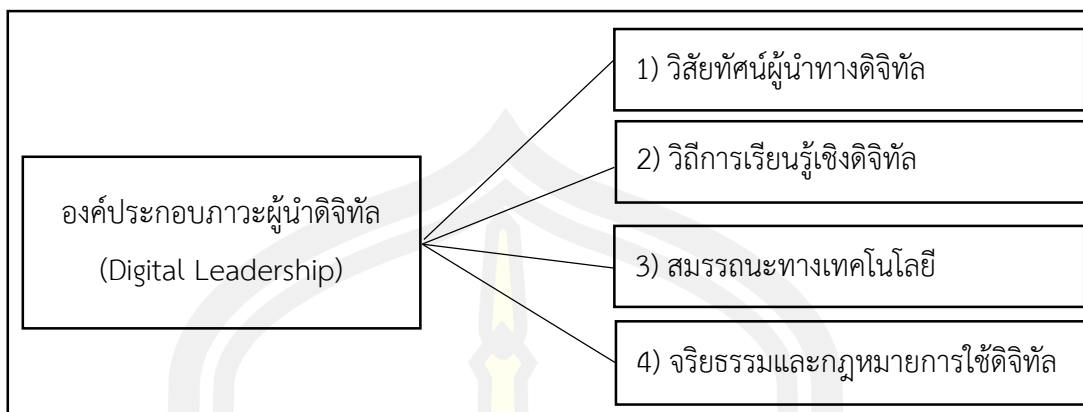 องค์ประกอบภาวะผู้นำดิจิทัล
(Digital Leadership)
1) วิสัยทัศน์ผู้นำทางดิจิทัล
2) วิถีการเรียนรู้เชิงดิจิทัล
3) สมรรถนะทางเทคโนโลยี
4) จริยธรรมและกฎหมายการใช้ดิจิทัล